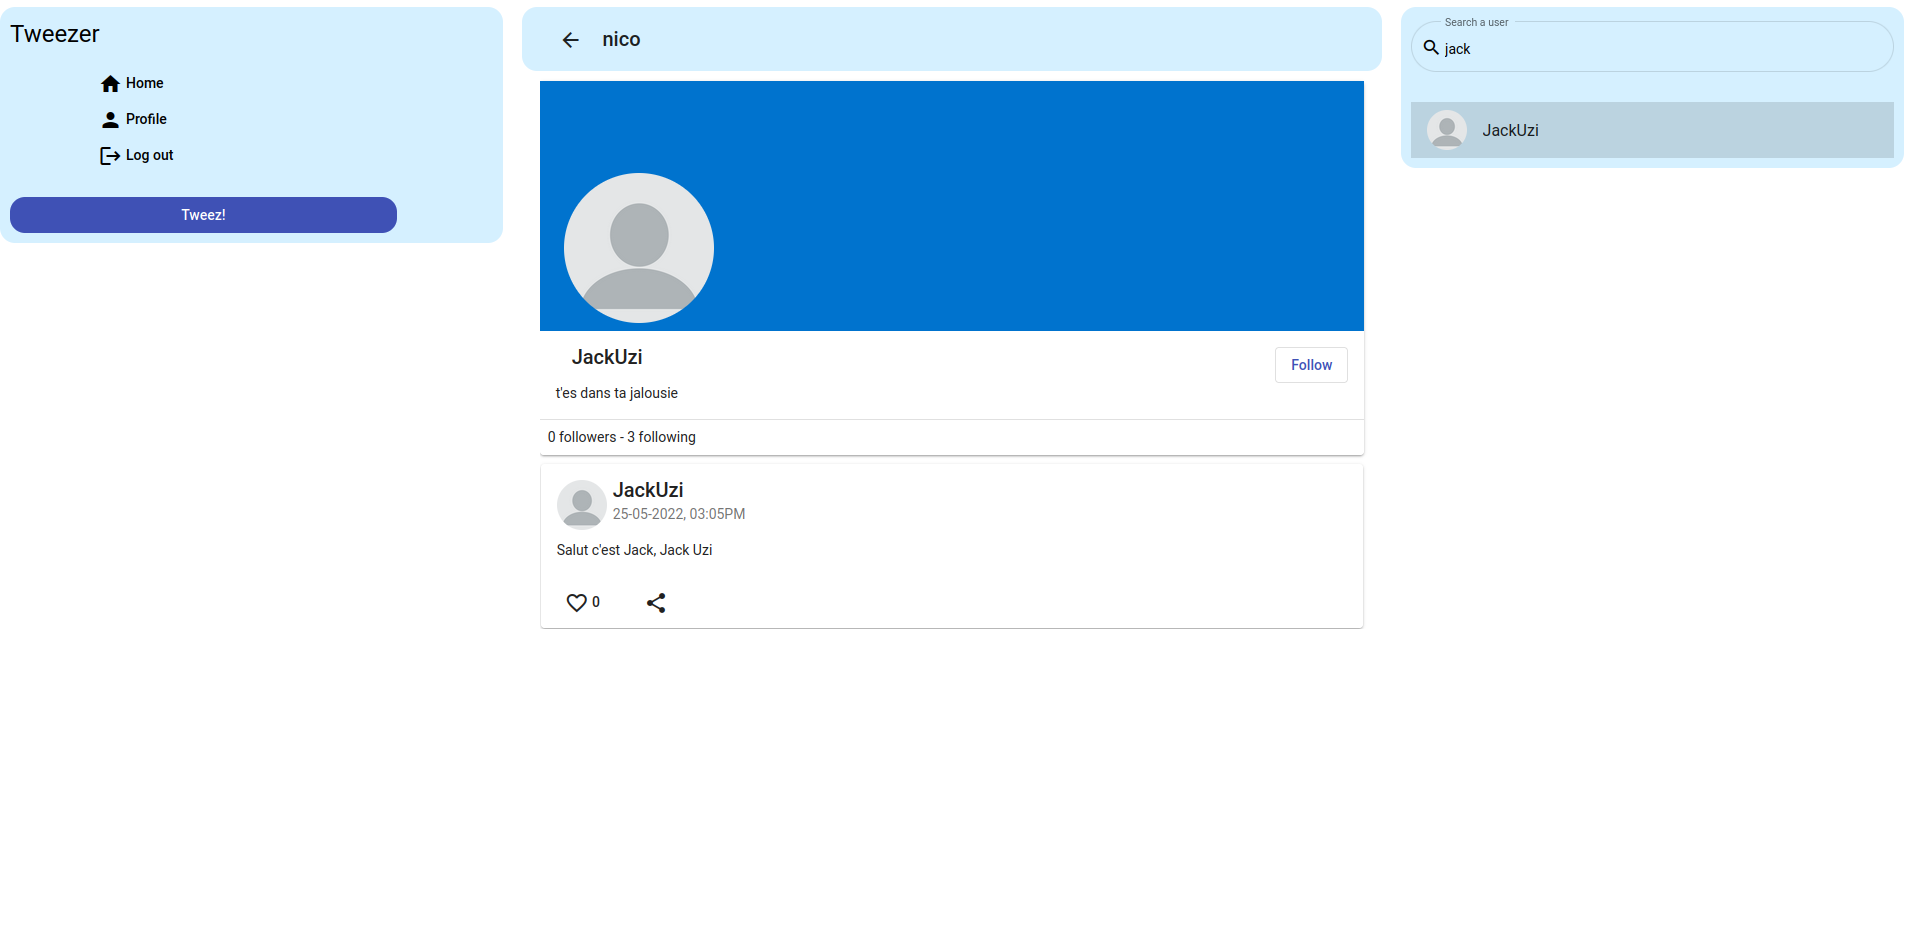 Tweezer
Home
Profile
Log out
Tweez!
nico
JackUzi
Follow
t'es dans ta jalousie
0 followers - 3 following
JackUzi
25-05-2022, 03:05PM
Salut c'est Jack, Jack Uzi
0
Search a user
jack
JackUzi